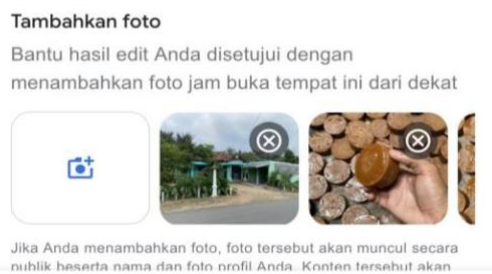 Tambahkan foto
Bantu hasil edit Anda disetujui dengan
menambahkan foto jam buka tempat ini dari dekat
Jika Anda menambahkan foto, foto tersebut akan muncul secara
publik beserta nama dan foto profil Anda. Konten tersebut akan